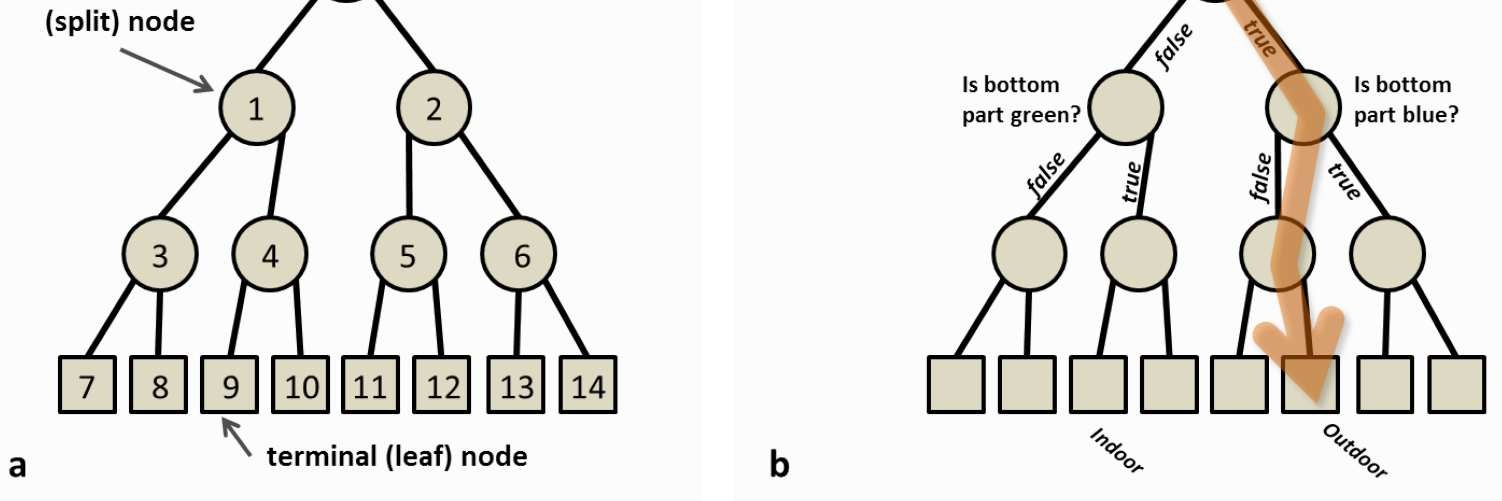 (split) node
1
2
3
4
5
6
7
8
9
10
11
12
13
14
terminal (leaf) node
a
false
true
Is bottom
part green?
Is bottom
part blue?
false
true
false
true
Indoor
Outdoor
b